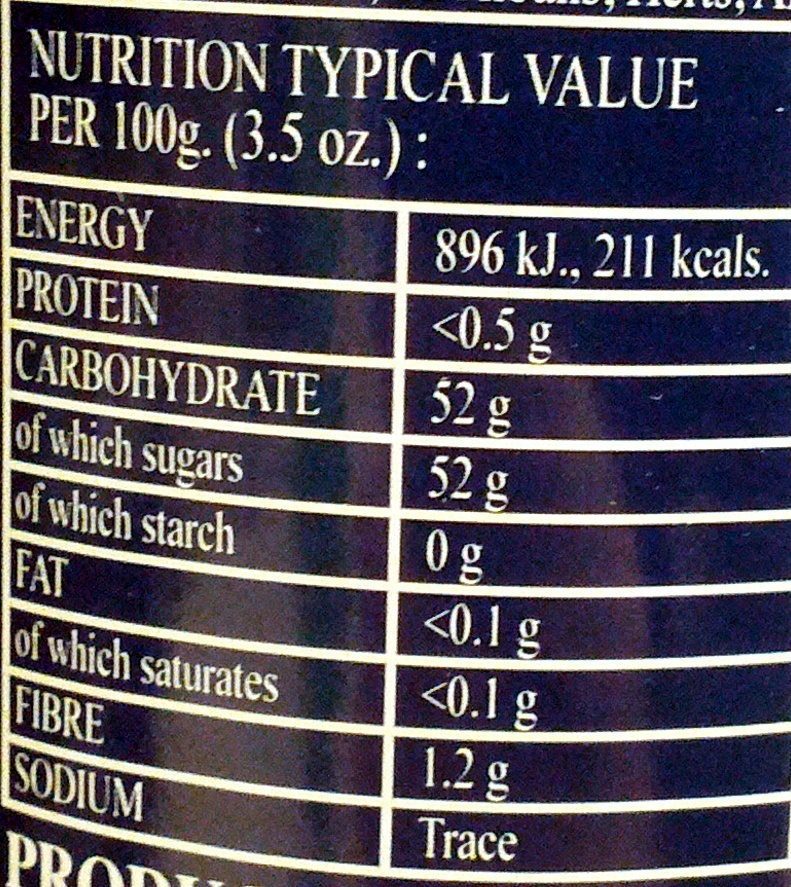 NUTRITION TYPICAL VALUE
PER 100g. (3.5 oz.) :
ENERGY 896 kJ., 211 kcals.
PROTEIN <0.5 g
CARBOHYDRATE 52 g
of which sugars 52 g
of which starch 0 g
FAT <0.1 g
of which saturates <0.1 g
FIBRE 1.2 g
SODIUM Trace